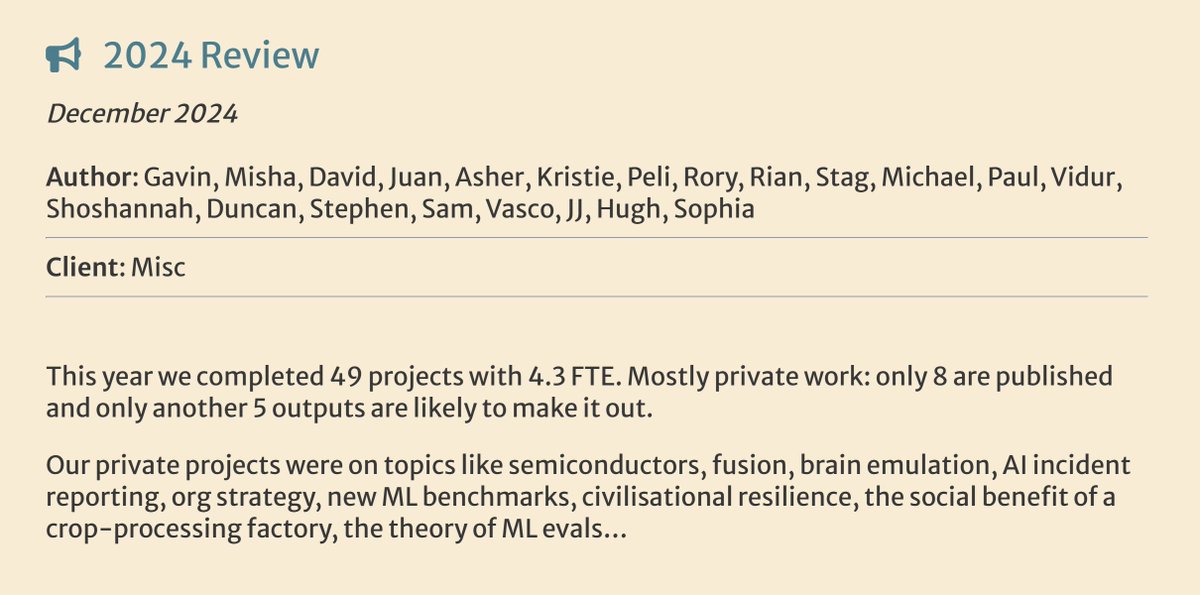 2024 Review
December 2024
Author: Gavin, Misha, David, Juan, Asher, Kristie, Peli, Rory, Rian, Stag, Michael, Paul, Vidur,
Shoshannah, Duncan, Stephen, Sam, Vasco, JJ, Hugh, Sophia
Client: Misc
This year we completed 49 projects with 4.3 FTE. Mostly private work: only 8 are published
and only another 5 outputs are likely to make it out.
Our private projects were on topics like semiconductors, fusion, brain emulation, AI incident
reporting, org strategy, new ML benchmarks, civilisational resilience, the social benefit of a
crop-processing factory, the theory of ML evals…